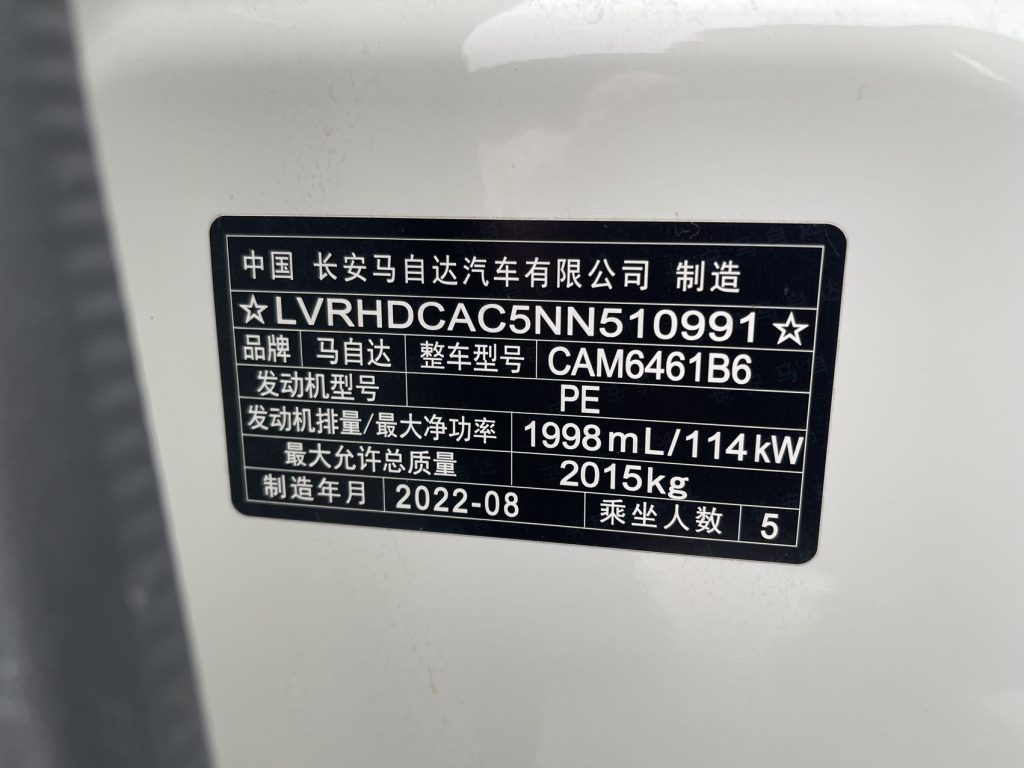 中国 长安马自达汽车有限公司 制造
☆LVRHDCAC5NN510991☆
品牌 马自达 整车型号 CAM6461B6
发动机型号 PE
发动机排量/最大净功率 1998mL/114kW
最大允许总质量 2015kg
制造年月 2022-08 乘坐人数 5